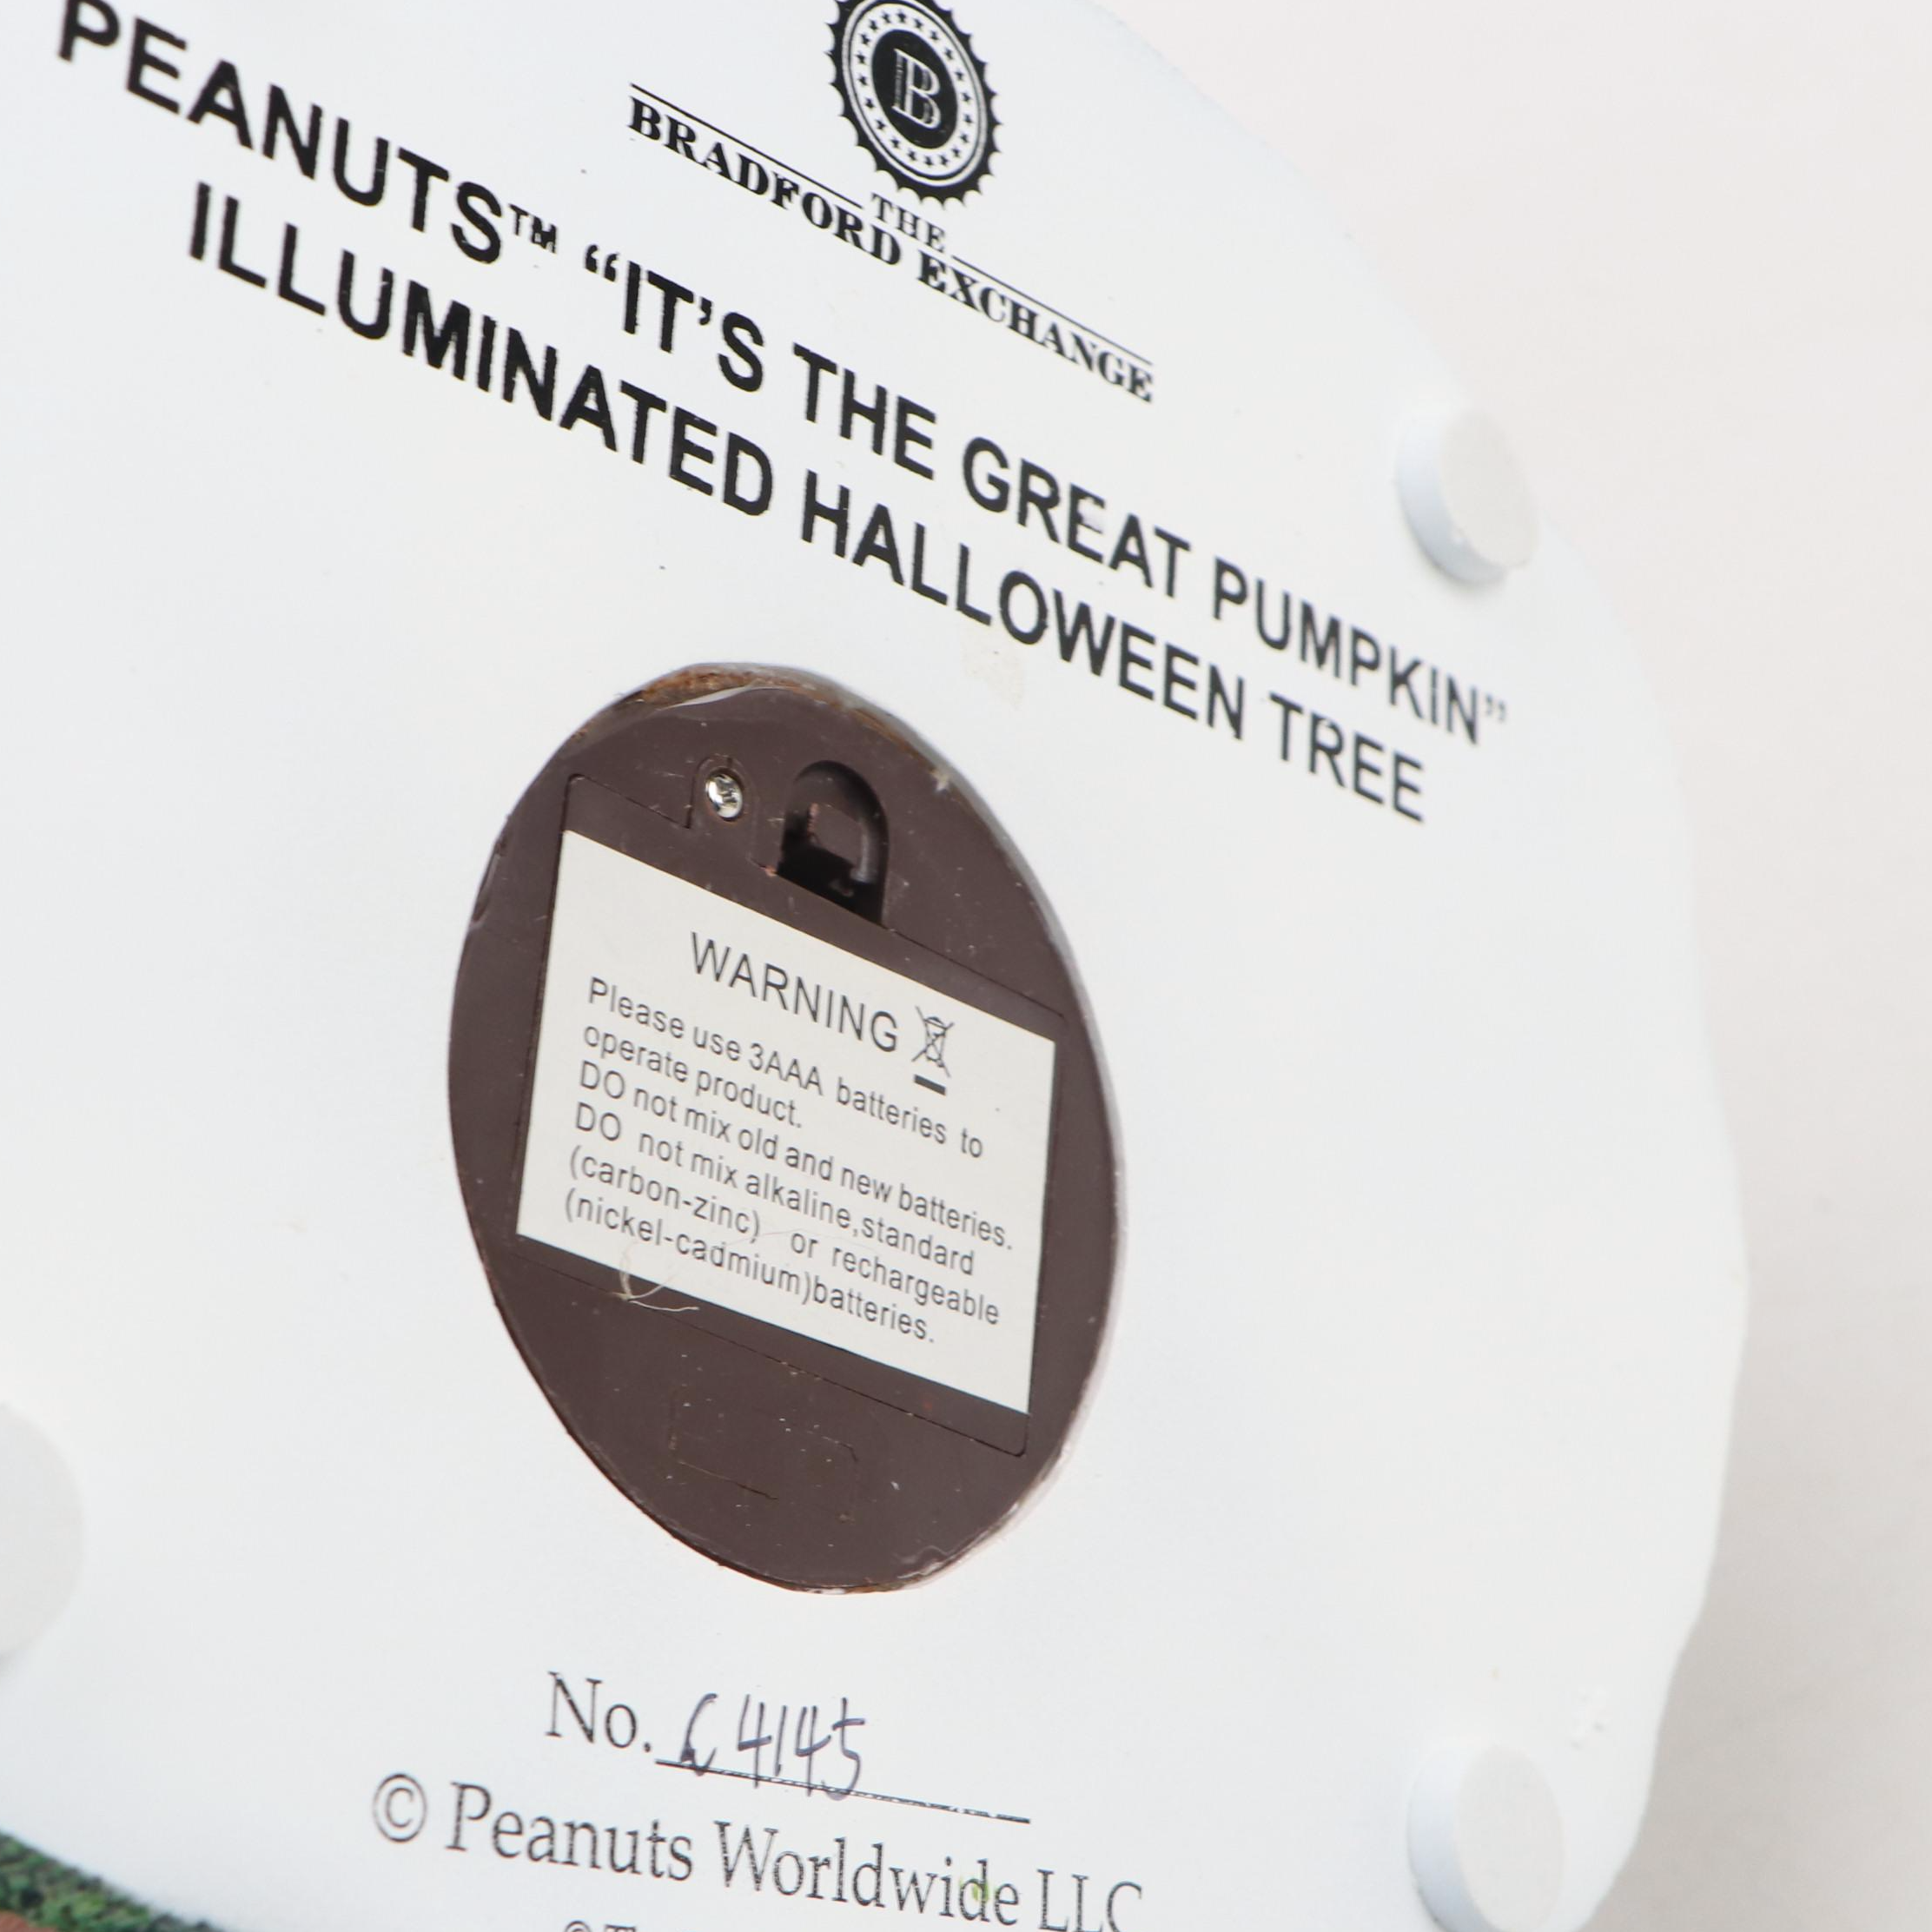 B
THE
BRADFORD EXCHANGE
PEANUTS™ “IT’S THE GREAT PUMPKIN”
ILLUMINATED HALLOWEEN TREE
WARNING
Please use 3AAA batteries to
operate product.
DO not mix old and new batteries.
DO not mix alkaline,standard
(carbon-zinc) or rechargeable
(nickel-cadmium)batteries.
No. C4145
© Peanuts Worldwide LLC